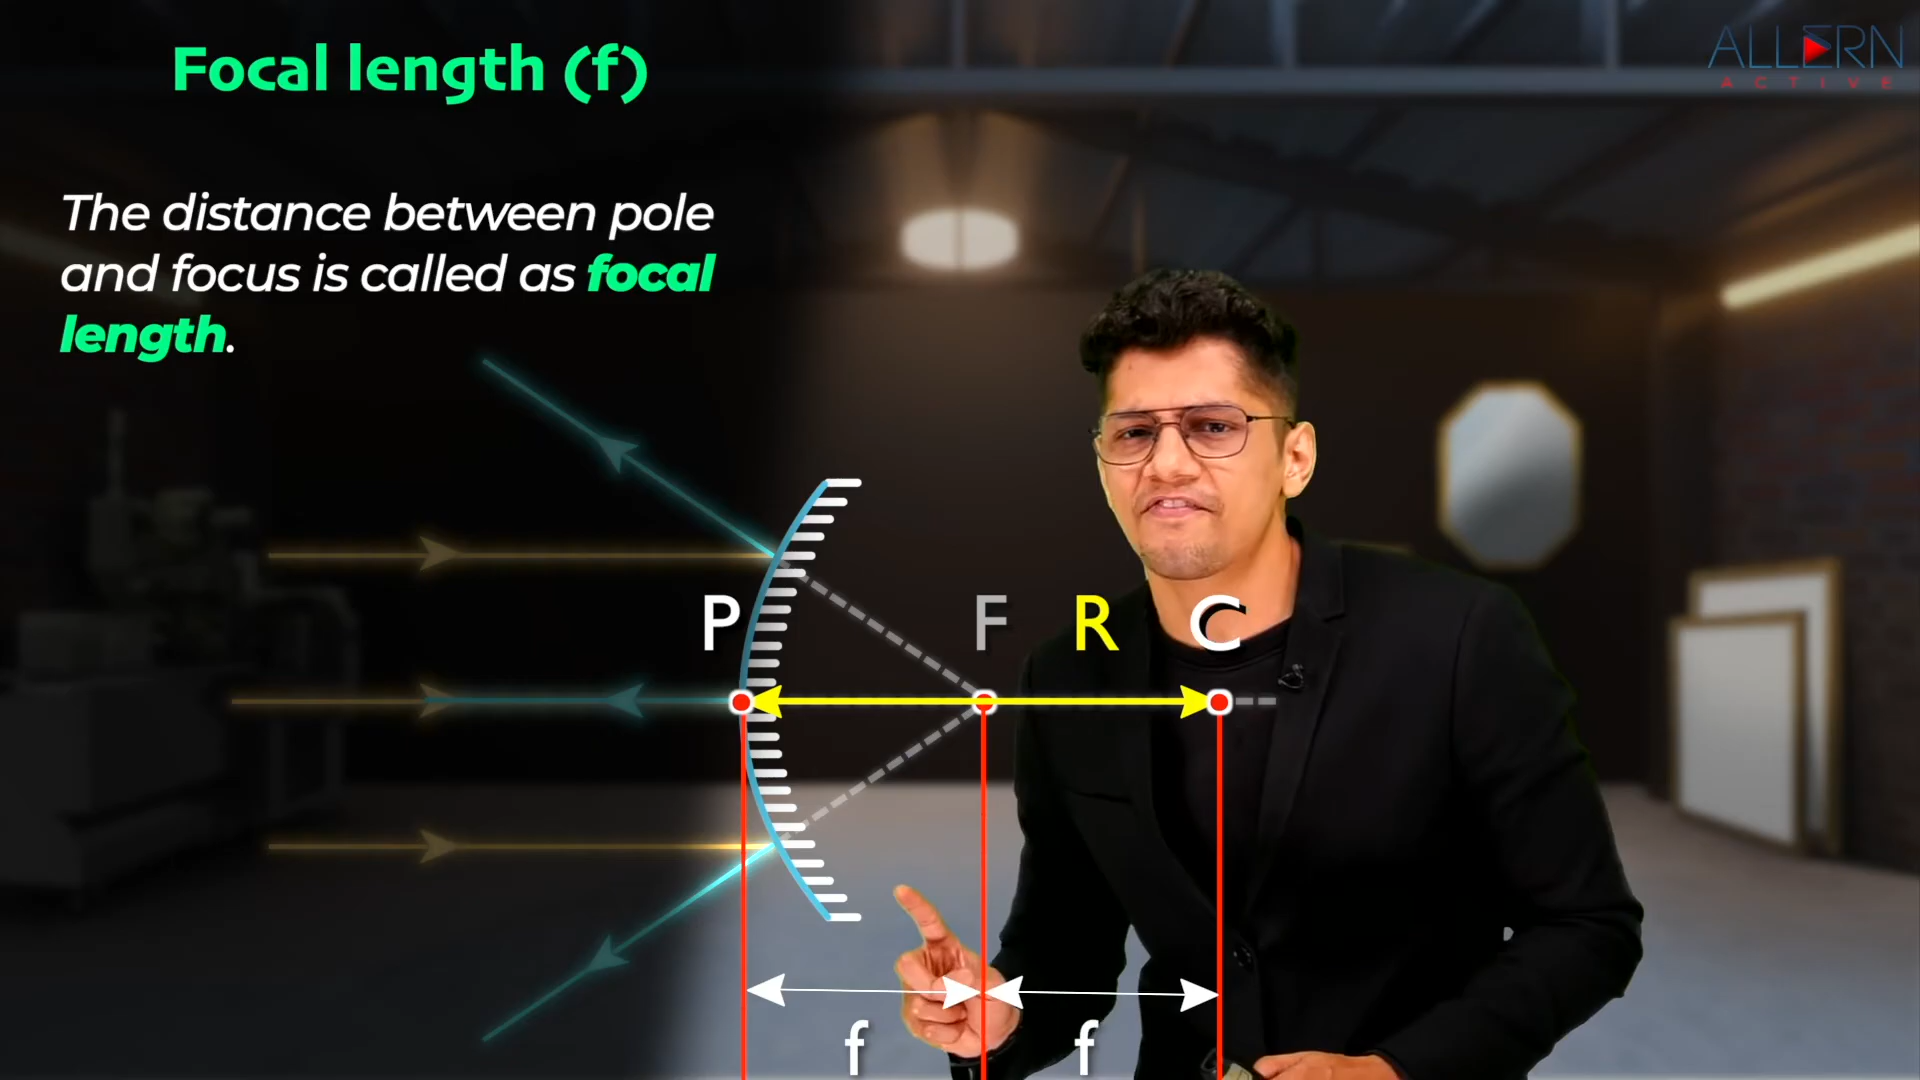 Focal length (f)
ALLERN
ACTIVE
The distance between pole
and focus is called as focal
length.
P
F
R
C
f
f